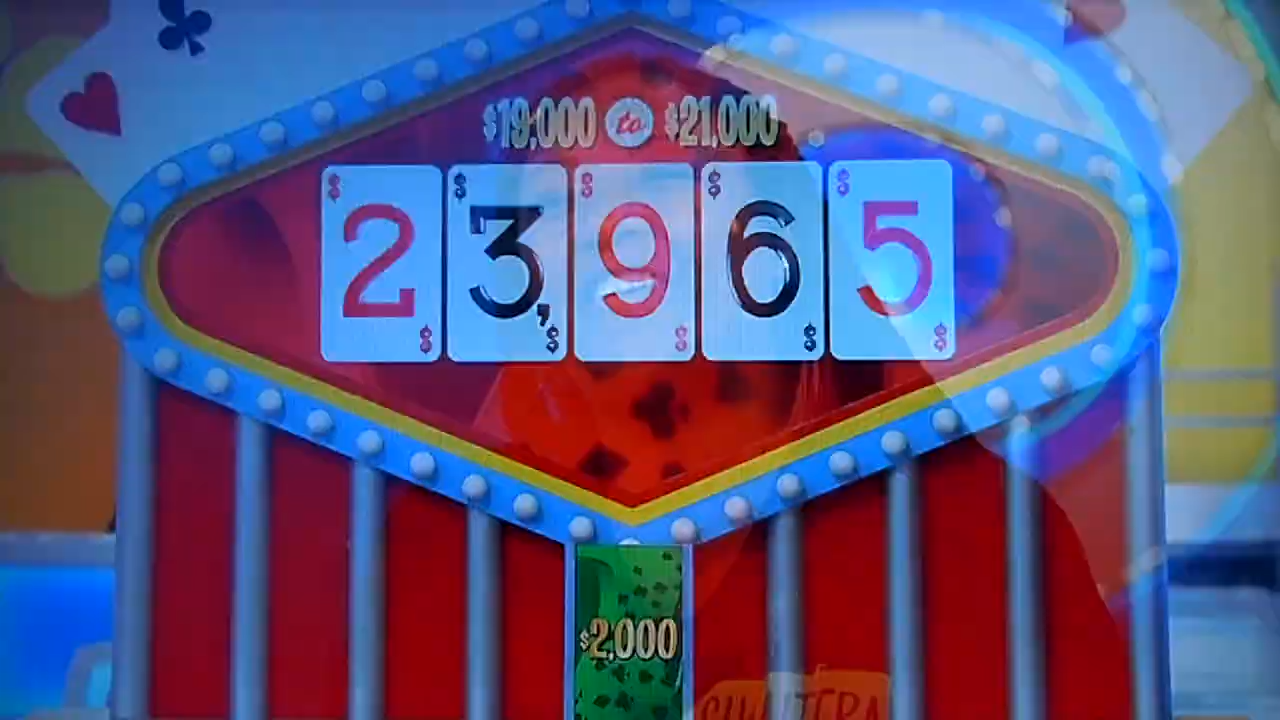 $19,000 to $21,000
$ $ $ $ $
2 3, 9 6 5
$ $ $ $ $
$2,000